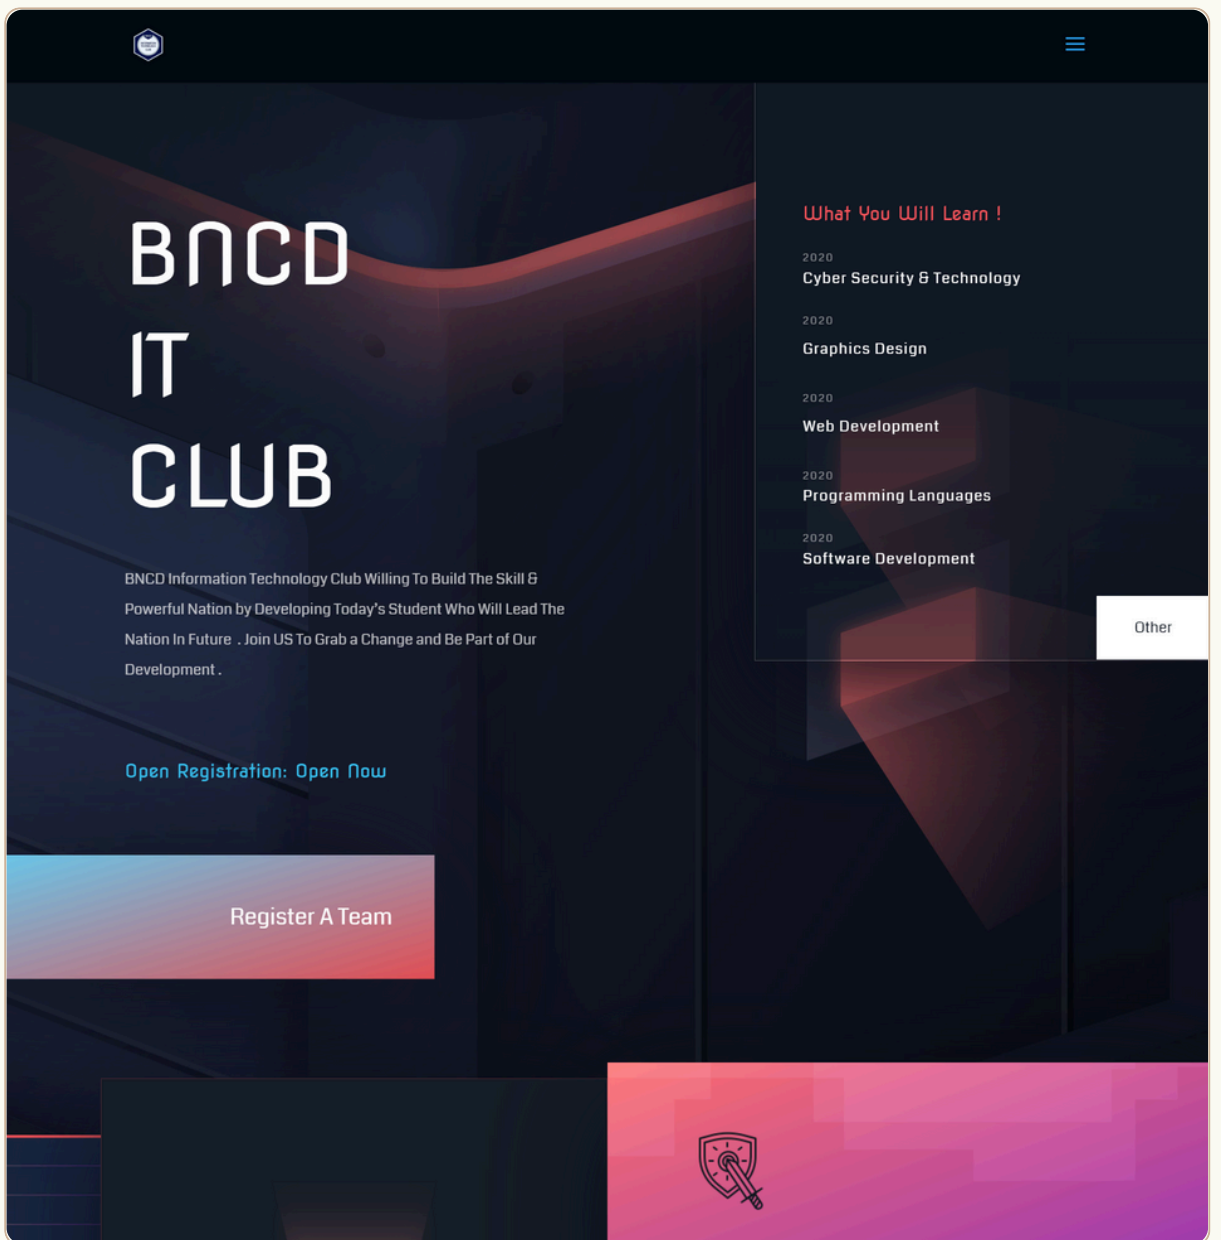 BNCD
IT
CLUB
BNCD Information Technology Club Willing To Build The Skill &
Powerful Nation by Developing Today's Student Who Will Lead The
Nation In Future . Join US To Grab a Change and Be Part of Our
Development .
Open Registration: Open Now
Register A Team
What You Will Learn !
2020
Cyber Security & Technology
2020
Graphics Design
2020
Web Development
2020
Programming Languages
2020
Software Development
Other